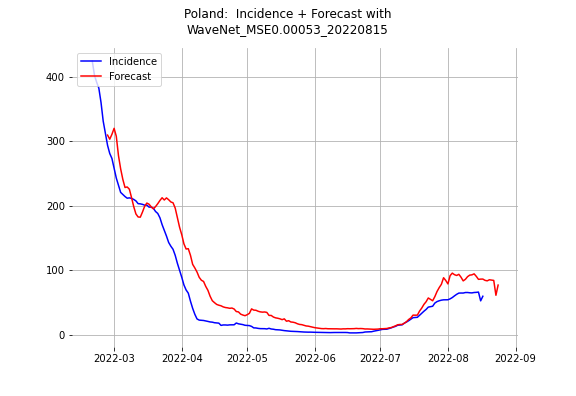 Poland:  Incidence + Forecast with
WaveNet_MSE0.00053_20220815
Incidence
Forecast
400
300
200
100
0
2022-03 2022-04 2022-05 2022-06 2022-07 2022-08 2022-09